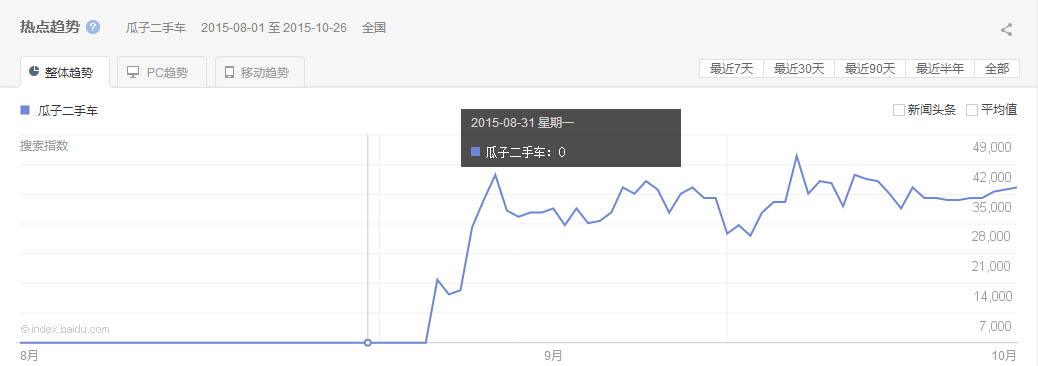 热点趋势 ? 瓜子二手车 2015-08-01 至 2015-10-26 全国
整体趋势 PC趋势 移动趋势 最近7天 最近30天 最近90天 最近半年 全部
瓜子二手车 新闻头条 平均值
2015-08-31 星期一
瓜子二手车：0
搜索指数
49,000
42,000
35,000
28,000
21,000
14,000
7,000
© index.baidu.com
8月 9月 10月